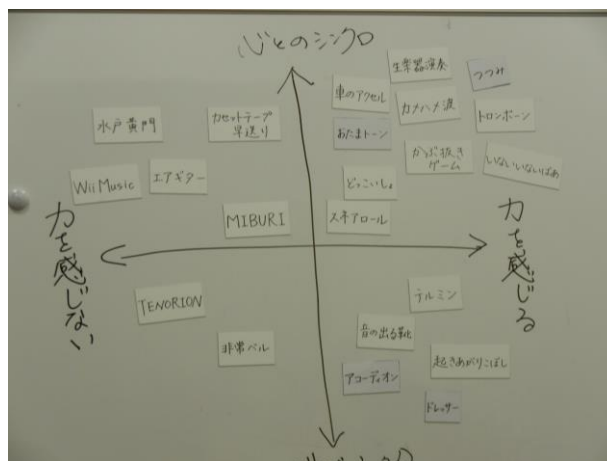 心とのシンクロ
生楽器演奏
つつみ
車のアクセル
カメハメ波
トロンボーン
水戸黄門
カセットテープ
早送り
あたまトーン
かぶ抜き
ゲーム
いないいないばあ
Wii Music
エアギター
どっこいしょ
MIBURI
スネアロール
力を感じない
力を感じる
TENORION
テルミン
音の出る靴
非常ベル
起きあがりこぼし
アコーディオン
ドレッサー